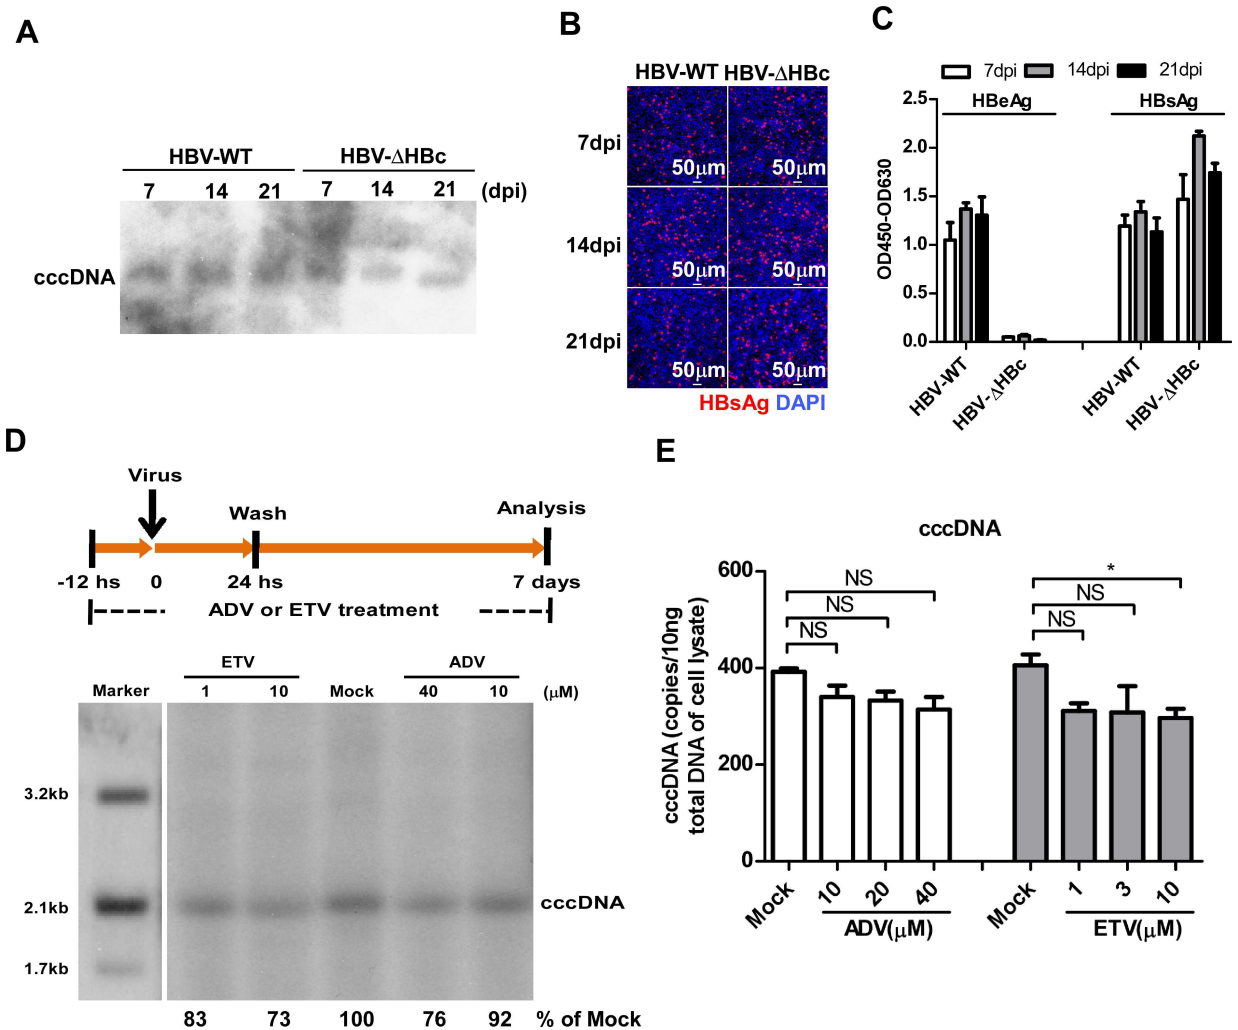 A
HBV-WT HBV-ΔHBc
7 14 21 7 14 21 (dpi)
cccDNA
B
HBV-WT HBV-ΔHBc
7dpi
50μm 50μm
14dpi
50μm 50μm
21dpi
50μm 50μm
HBsAg DAPI
C
7dpi 14dpi 21dpi
HBeAg HBsAg
OD450-OD630
2.5
2.0
1.5
1.0
0.5
0.0
HBV-WT HBV-ΔHBc HBV-WT HBV-ΔHBc
D
Virus
Wash
Analysis
-12 hs 0 24 hs 7 days
ADV or ETV treatment
ETV ADV
Marker 1 10 Mock 40 10 (μM)
3.2kb
2.1kb
1.7kb
cccDNA
83 73 100 76 92 % of Mock
E
cccDNA
cccDNA (copies/10ng
total DNA of cell lysate)
600
400
200
0
NS
NS
NS
*
NS
NS
Mock 10 20 40 Mock 1 3 10
ADV(μM) ETV(μM)